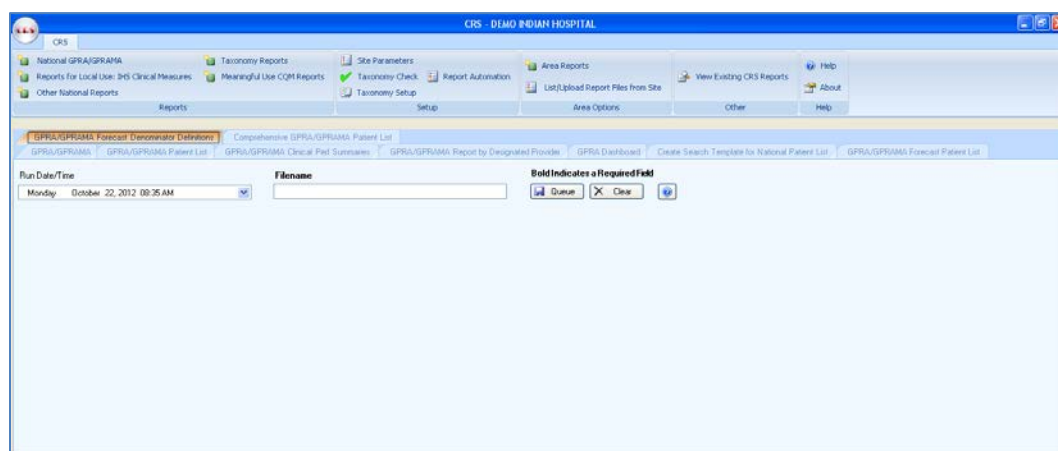 CRS - DEMO INDIAN HOSPITAL
CRS
National GPRA/GPRAMA
Taxonomy Reports
Site Parameters
Area Reports
Help
Reports for Local Use: IHS Clinical Measures
Meaningful Use CQM Reports
Taxonomy Check
Report Automation
View Existing CRS Reports
Other National Reports
Taxonomy Setup
List/Upload Report Files from Site
About
Reports
Setup
Area Options
Other
Help
GPRA/GPRAMA Forecast Denominator Definitions
Comprehensive GPRA/GPRAMA Patient List
GPRA/GPRAMA
GPRA/GPRAMA Patient List
GPRA/GPRAMA Clinical Ped Summaries
GPRA/GPRAMA Report by Designated Provider
GPRA Dashboard
Create Search Template for National Patient List
GPRA/GPRAMA Forecast Patient List
Run Date/Time
Filename
Bold Indicates a Required Field
Monday October 22, 2012 08:35 AM
Queue
Clear